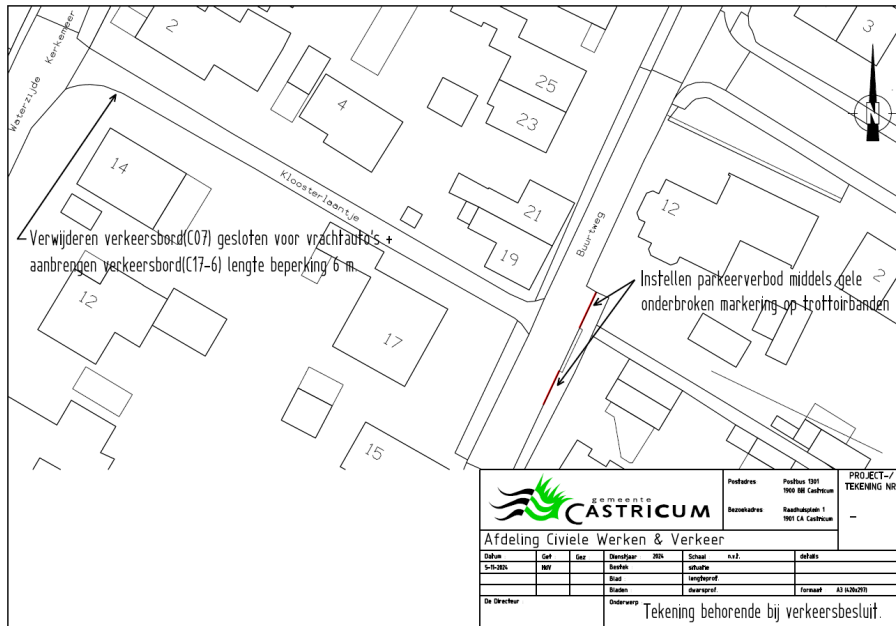 2
3
Waterzijde Kerkemeer
25
4
23
14
Kloosterlaantje
12
21
Buurtweg
19
2
Verwijderen verkeersbord(C07) gesloten voor vrachtauto's +
aanbrengen verkeersbord(C17-6) lengte beperking 6 m.
Instellen parkeerverbod middels gele
onderbroken markering op trottoirbanden
12
17
15
gemeente
CASTRICUM
Postadres
Postbus 1301
1900 BH Castricum
Bezoekadres
Raadhuisplein 1
1901 CA Castricum
PROJECT-/
TEKENING NR
-
Afdeling Civiele Werken & Verkeer
Datum Get Gez Dienstjaar 2024 Schaal n.v.t. details
5-11-2024 MdV Bestek situatie
Blad lengteprof.
Bladen dwarsprof. formaat A3 (420x297)
De Directeur
Onderwerp
Tekening behorende bij verkeersbesluit.